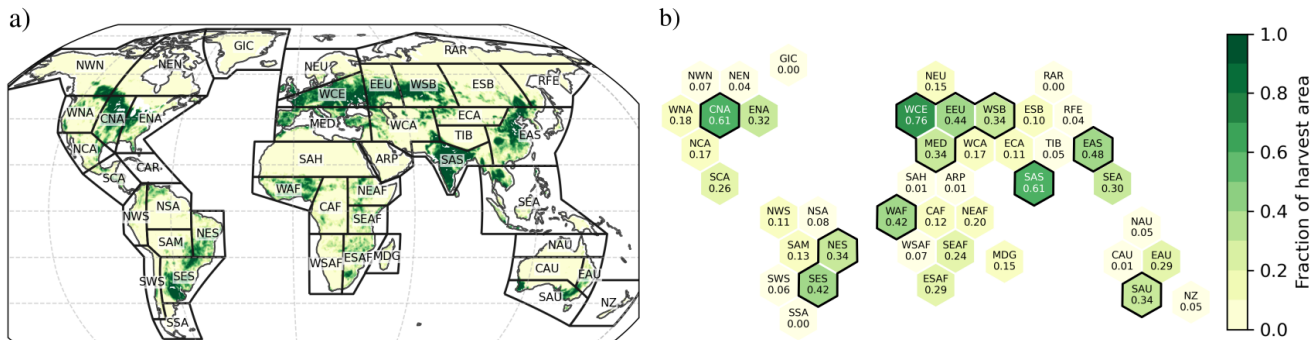 a)
GIC
NWN
NEN
NEU
RAR
WCE
EEU
WSB
ESB
RFE
WNA
CNA
ENA
MED
WCA
ECA
TIB
EAS
NCA
SAH
ARP
SAS
SCA
CAR
WAF
NEAF
CAF
SEAF
SEA
NWS
NSA
SAM
NES
WSAF
ESAF
MDG
NAU
CAU
EAU
SWS
SES
SAU
NZ
SSA
b)
GIC
0.00
NWN
0.07
NEN
0.04
NEU
0.15
RAR
0.00
WNA
0.18
CNA
0.61
ENA
0.32
WCE
0.76
EEU
0.44
WSB
0.34
ESB
0.10
RFE
0.04
NCA
0.17
MED
0.34
WCA
0.17
ECA
0.11
TIB
0.05
EAS
0.48
SCA
0.26
SAH
0.01
ARP
0.01
SAS
0.61
SEA
0.30
NWS
0.11
NSA
0.08
WAF
0.42
CAF
0.12
NEAF
0.20
NAU
0.05
SAM
0.13
NES
0.34
WSAF
0.07
SEAF
0.24
MDG
0.15
CAU
0.01
EAU
0.29
SWS
0.06
SES
0.42
ESAF
0.29
SAU
0.34
NZ
0.05
SSA
0.00
1.0
0.8
0.6
0.4
0.2
0.0
Fraction of harvest area